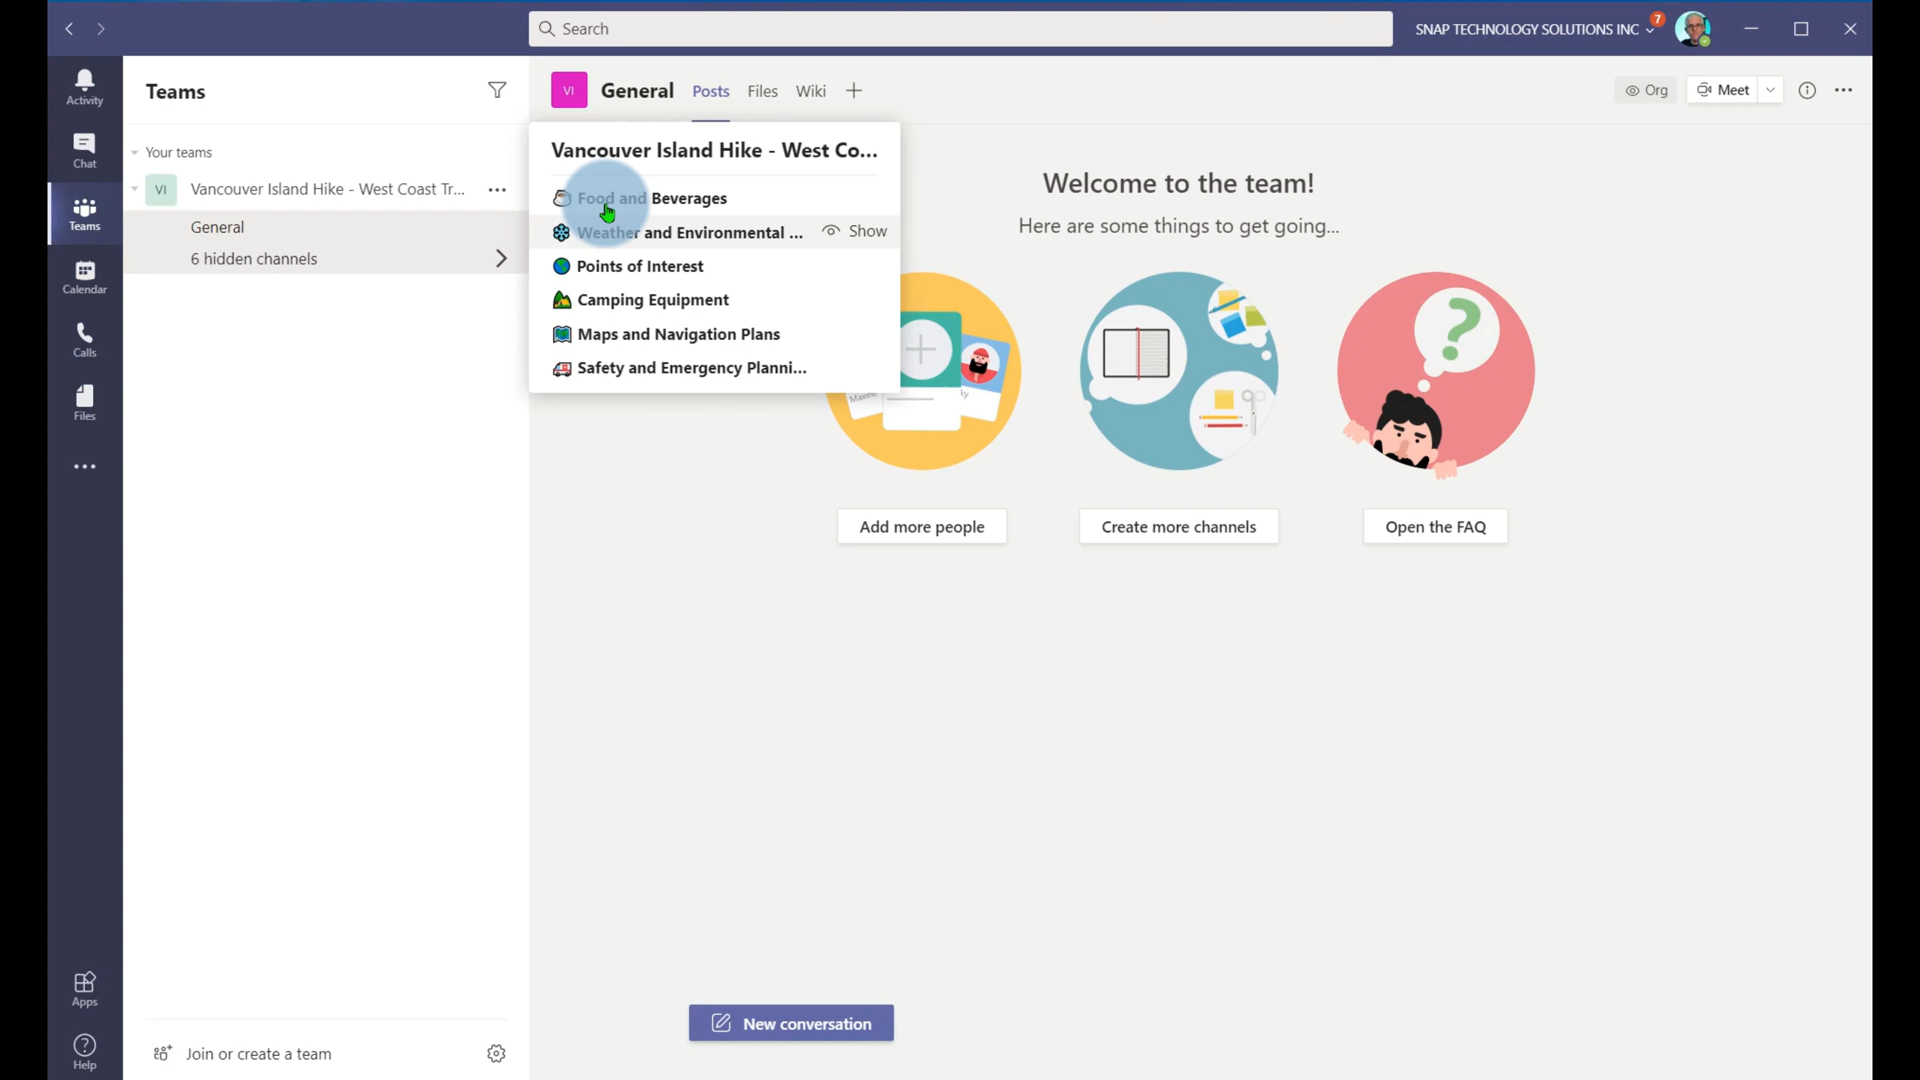 Search
SNAP TECHNOLOGY SOLUTIONS INC
7
Activity
Chat
Teams
Calendar
Calls
Files
Apps
Help
Teams
Your teams
VI
Vancouver Island Hike - West Coast Tr...
General
6 hidden channels
Join or create a team
VI
General
Posts
Files
Wiki
Org
Meet
Vancouver Island Hike - West Co...
Food and Beverages
Weather and Environmental ...
Show
Points of Interest
Camping Equipment
Maps and Navigation Plans
Safety and Emergency Planni...
Welcome to the team!
Here are some things to get going...
Maxine
ky
?
Add more people
Create more channels
Open the FAQ
New conversation